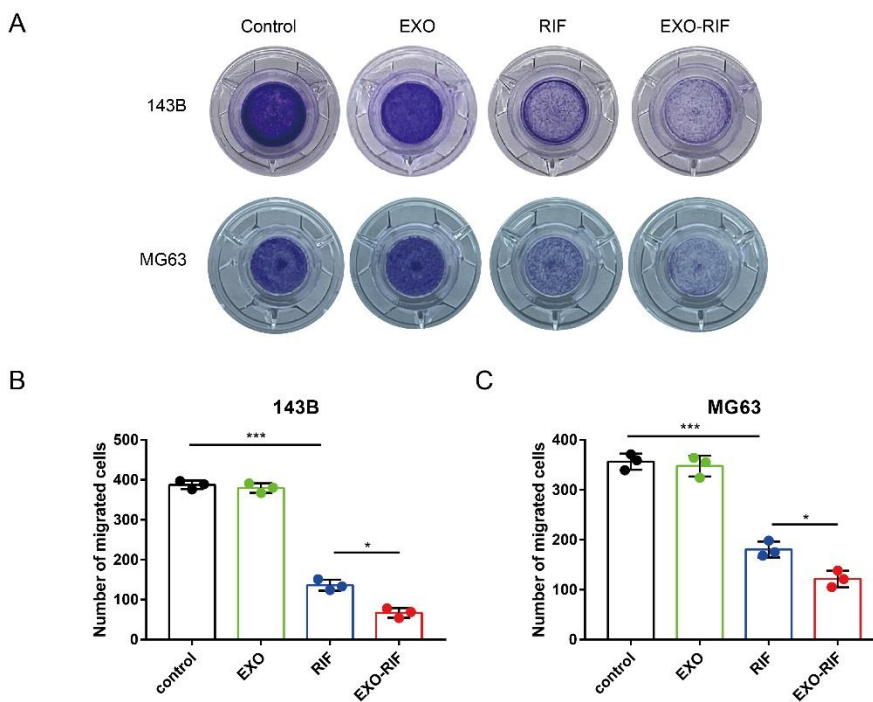 A
Control EXO RIF EXO-RIF
143B
MG63
B
143B
Number of migrated cells
500
400
300
200
100
0
***
*
control EXO RIF EXO-RIF
C
MG63
Number of migrated cells
400
300
200
100
0
***
*
control EXO RIF EXO-RIF